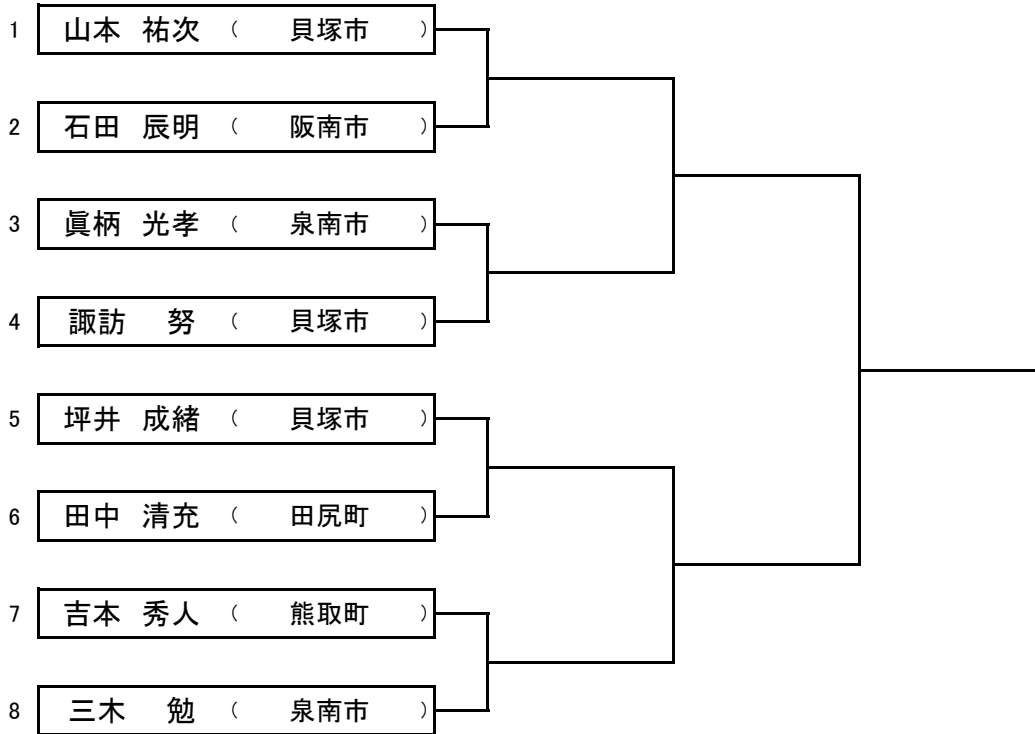 1 山本 祐次 （ 貝塚市 ）
2 石田 辰明 （ 阪南市 ）
3 眞柄 光孝 （ 泉南市 ）
4 諏訪 努 （ 貝塚市 ）
5 坪井 成緒 （ 貝塚市 ）
6 田中 清充 （ 田尻町 ）
7 吉本 秀人 （ 熊取町 ）
8 三木 勉 （ 泉南市 ）